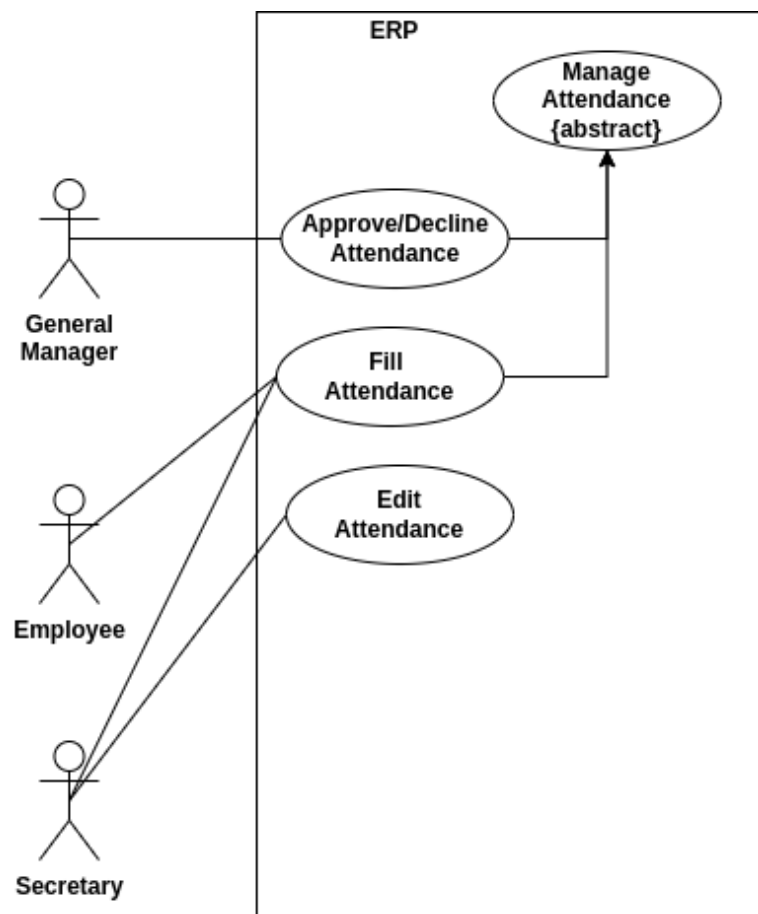 ERP
Manage
Attendance
{abstract}
Approve/Decline
Attendance
General
Manager
Fill
Attendance
Edit
Attendance
Employee
Secretary